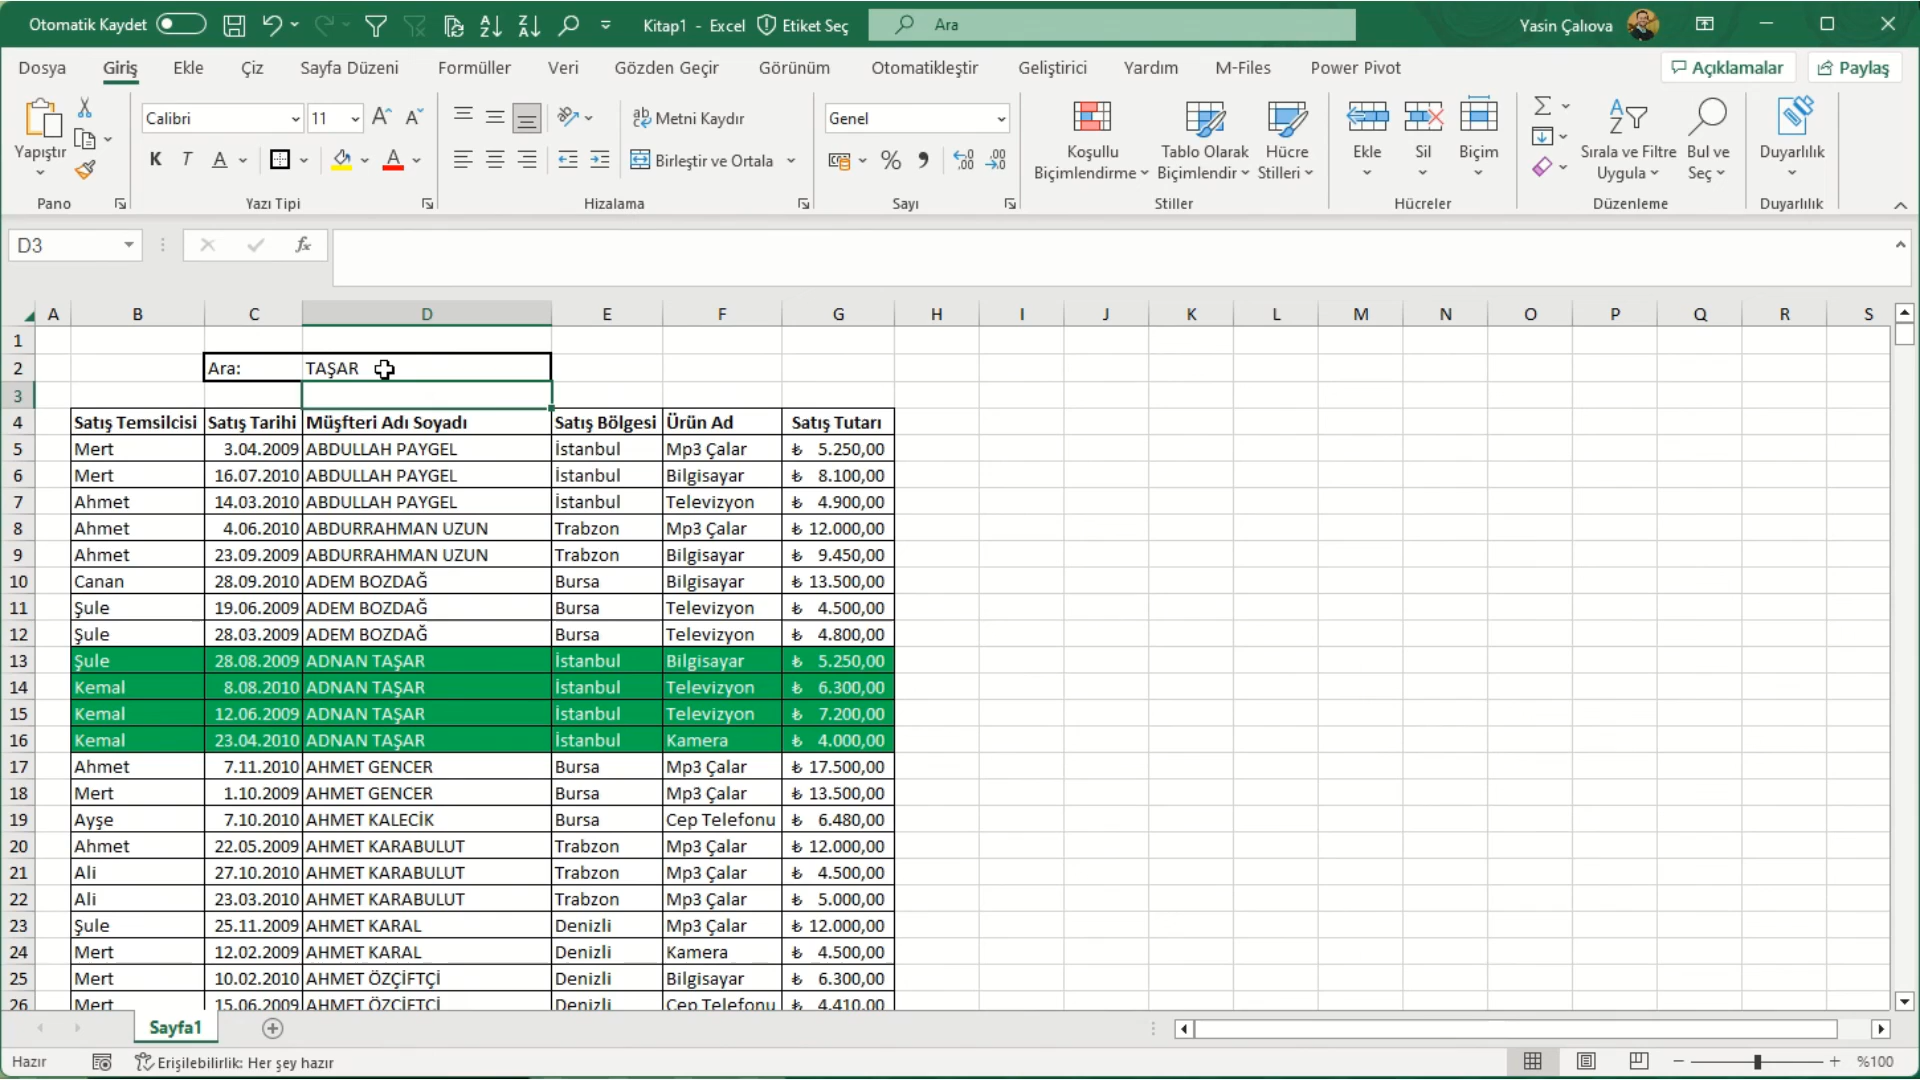 Otomatik Kaydet Kitap1 - Excel Etiket Seç Ara Yasin Çalıova
Dosya Giriş Ekle Çiz Sayfa Düzeni Formüller Veri Gözden Geçir Görünüm Otomatikleştir Geliştirici Yardım M-Files Power Pivot Açıklamalar Paylaş
Yapıştır
Pano
Calibri 11
K T A A
Yazı Tipi
Metni Kaydır
Birleştir ve Ortala
Hizalama
Genel
%
Sayı
Koşullu Biçimlendirme
Tablo Olarak Biçimlendir
Hücre Stilleri
Stiller
Ekle Sil Biçim
Hücreler
Sırala ve Filtre Uygula
Bul ve Seç
Düzenleme
Duyarlılık
Duyarlılık
D3 fx
A B C D E F G H I J K L M N O P Q R S
1
2 Ara: TAŞAR
3
4 Satış Temsilcisi Satış Tarihi Müşfteri Adı Soyadı Satış Bölgesi Ürün Ad Satış Tutarı
5 Mert 3.04.2009 ABDULLAH PAYGEL İstanbul Mp3 Çalar ₺ 5.250,00
6 Mert 16.07.2010 ABDULLAH PAYGEL İstanbul Bilgisayar ₺ 8.100,00
7 Ahmet 14.03.2010 ABDULLAH PAYGEL İstanbul Televizyon ₺ 4.900,00
8 Ahmet 4.06.2010 ABDURRAHMAN UZUN Trabzon Mp3 Çalar ₺ 12.000,00
9 Ahmet 23.09.2009 ABDURRAHMAN UZUN Trabzon Bilgisayar ₺ 9.450,00
10 Canan 28.09.2010 ADEM BOZDAĞ Bursa Bilgisayar ₺ 13.500,00
11 Şule 19.06.2009 ADEM BOZDAĞ Bursa Televizyon ₺ 4.500,00
12 Şule 28.03.2009 ADEM BOZDAĞ Bursa Televizyon ₺ 4.800,00
13 Şule 28.08.2009 ADNAN TAŞAR İstanbul Bilgisayar ₺ 5.250,00
14 Kemal 8.08.2010 ADNAN TAŞAR İstanbul Televizyon ₺ 6.300,00
15 Kemal 12.06.2009 ADNAN TAŞAR İstanbul Televizyon ₺ 7.200,00
16 Kemal 23.04.2010 ADNAN TAŞAR İstanbul Kamera ₺ 4.000,00
17 Ahmet 7.11.2010 AHMET GENCER Bursa Mp3 Çalar ₺ 17.500,00
18 Mert 1.10.2009 AHMET GENCER Bursa Mp3 Çalar ₺ 13.500,00
19 Ayşe 7.10.2010 AHMET KALECİK Bursa Cep Telefonu ₺ 6.480,00
20 Ahmet 22.05.2009 AHMET KARABULUT Trabzon Mp3 Çalar ₺ 12.000,00
21 Ali 27.10.2010 AHMET KARABULUT Trabzon Mp3 Çalar ₺ 4.500,00
22 Ali 23.03.2010 AHMET KARABULUT Trabzon Mp3 Çalar ₺ 5.000,00
23 Şule 25.11.2009 AHMET KARAL Denizli Mp3 Çalar ₺ 12.000,00
24 Mert 12.02.2009 AHMET KARAL Denizli Kamera ₺ 4.500,00
25 Mert 10.02.2010 AHMET ÖZÇİFTÇİ Denizli Bilgisayar ₺ 6.300,00
26 Mert 15.06.2009 AHMET ÖZÇİFTÇİ Denizli Cep Telefonu ₺ 4.410,00
Sayfa1
Hazır Erişilebilirlik: Her şey hazır %100